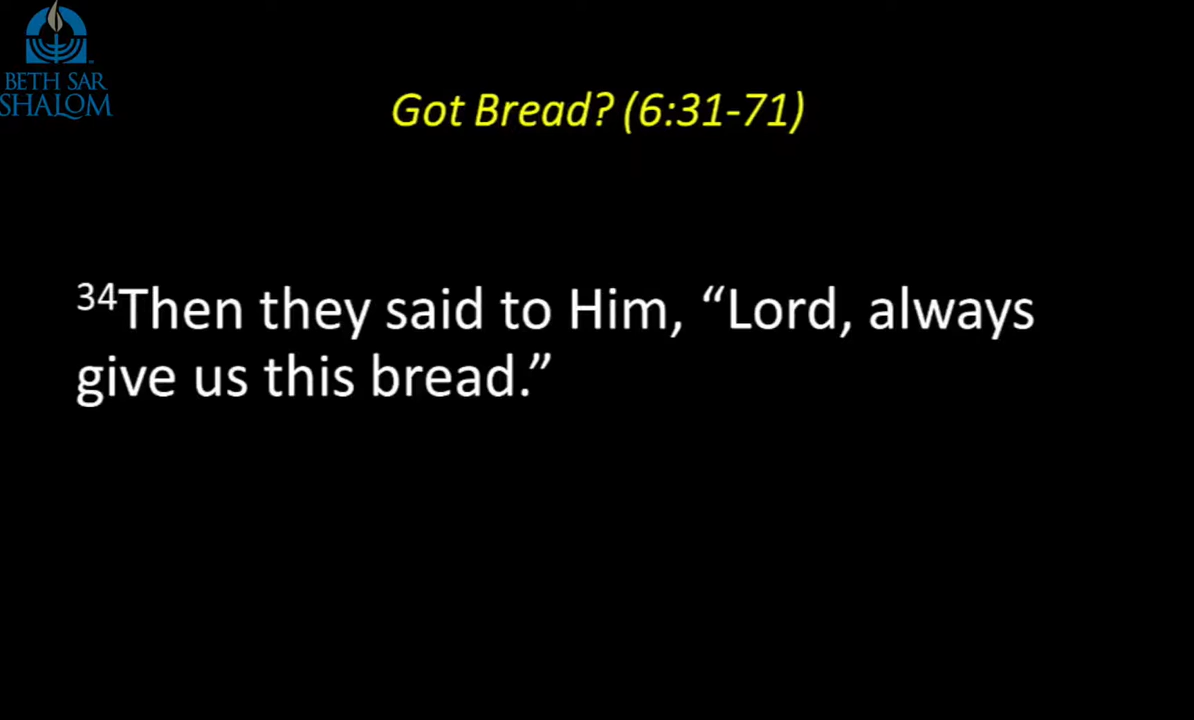 BETH SAR
SHALOM
Got Bread? (6:31-71)
34Then they said to Him, “Lord, always
give us this bread.”